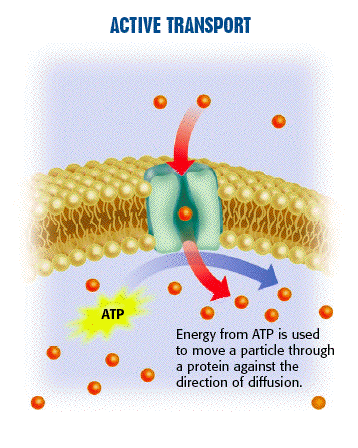 ACTIVE TRANSPORT
ATP
Energy from ATP is used
to move a particle through
a protein against the
direction of diffusion.